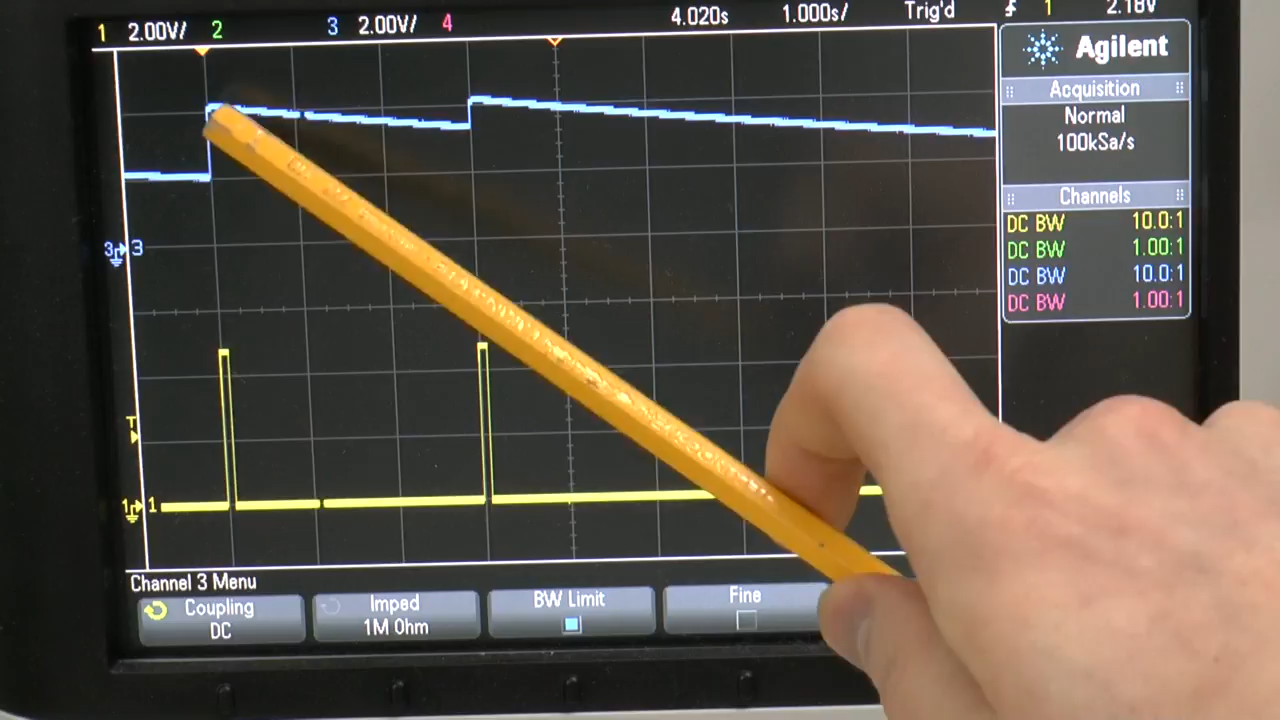 1 2.00V/ 2 3 2.00V/ 4 4.020s 1.000s/ Trig'd 1 2.18V
Agilent
Acquisition
Normal
100kSa/s
Channels
DC BW 10.0:1
DC BW 1.00:1
DC BW 10.0:1
DC BW 1.00:1
3 3
T
1 1
Channel 3 Menu
Coupling
DC
Imped
1M Ohm
BW Limit
Fine